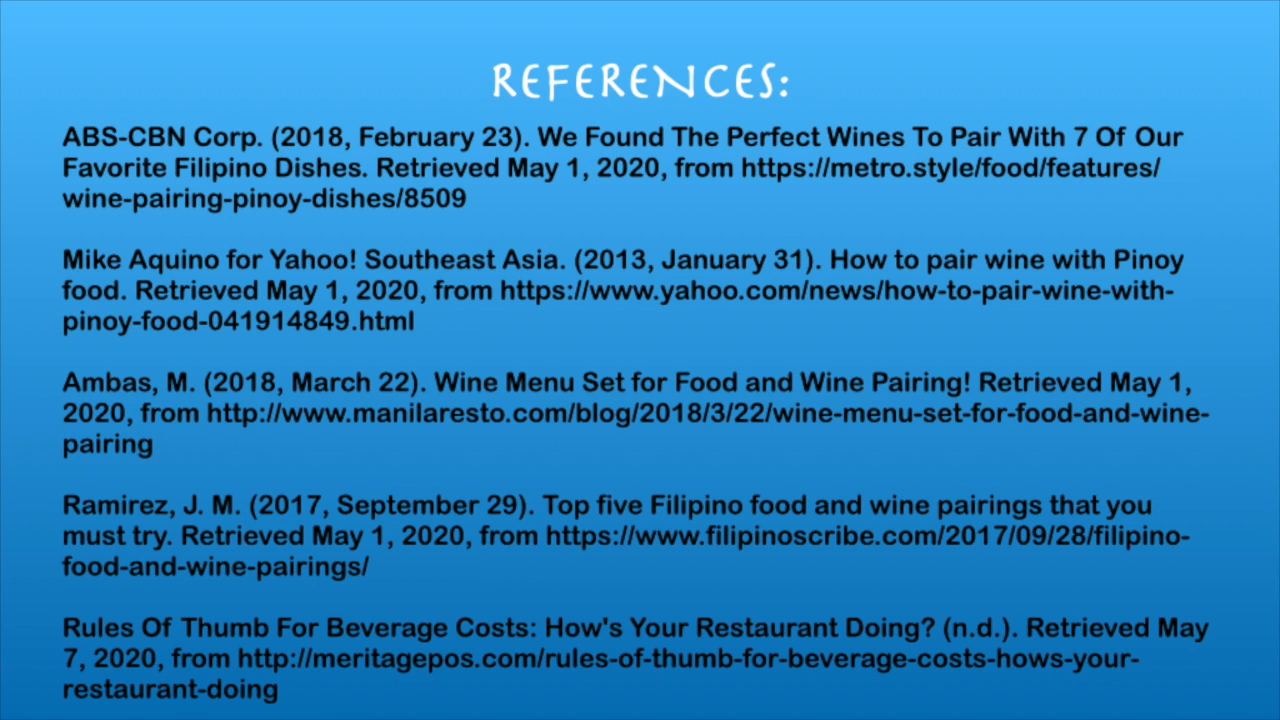 REFERENCES:
ABS-CBN Corp. (2018, February 23). We Found The Perfect Wines To Pair With 7 Of Our
Favorite Filipino Dishes. Retrieved May 1, 2020, from https://metro.style/food/features/
wine-pairing-pinoy-dishes/8509
Mike Aquino for Yahoo! Southeast Asia. (2013, January 31). How to pair wine with Pinoy
food. Retrieved May 1, 2020, from https://www.yahoo.com/news/how-to-pair-wine-with-
pinoy-food-041914849.html
Ambas, M. (2018, March 22). Wine Menu Set for Food and Wine Pairing! Retrieved May 1,
2020, from http://www.manilaresto.com/blog/2018/3/22/wine-menu-set-for-food-and-wine-
pairing
Ramirez, J. M. (2017, September 29). Top five Filipino food and wine pairings that you
must try. Retrieved May 1, 2020, from https://www.filipinoscribe.com/2017/09/28/filipino-
food-and-wine-pairings/
Rules Of Thumb For Beverage Costs: How's Your Restaurant Doing? (n.d.). Retrieved May
7, 2020, from http://meritagepos.com/rules-of-thumb-for-beverage-costs-hows-your-
restaurant-doing